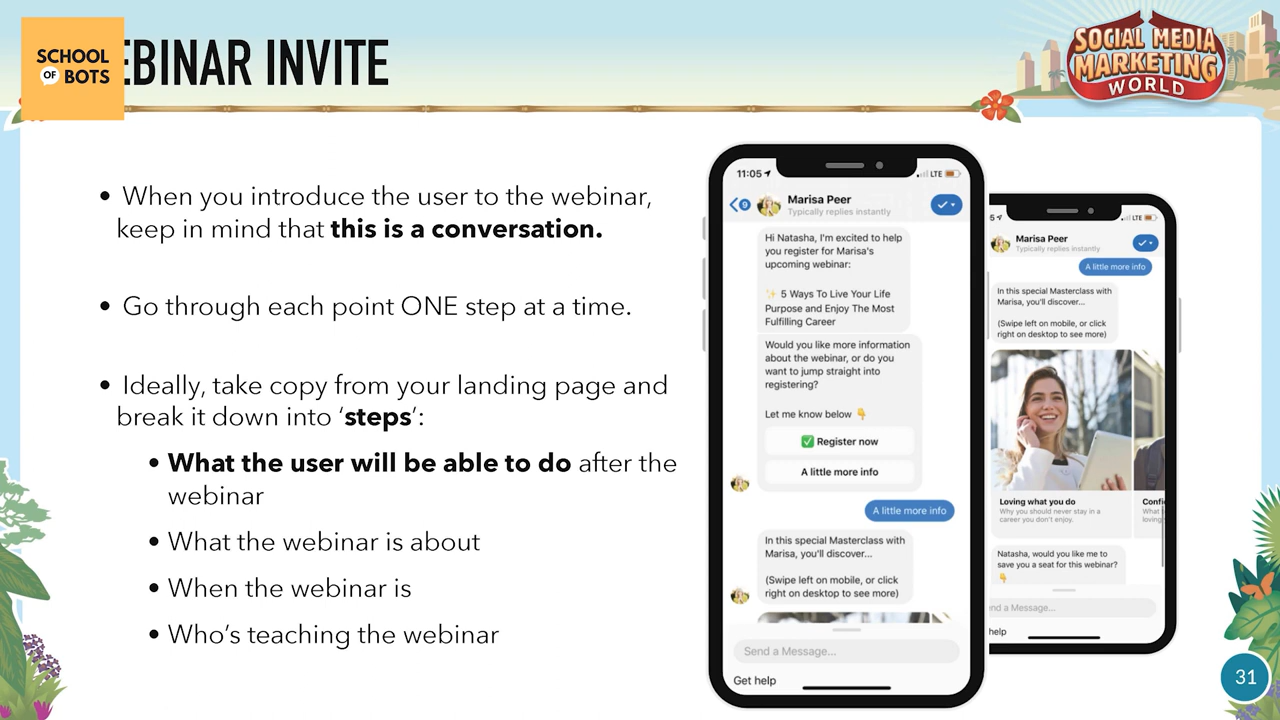 SCHOOL
OF BOTS
EBINAR INVITE
SOCIAL MEDIA
MARKETING
WORLD
• When you introduce the user to the webinar,
keep in mind that this is a conversation.
• Go through each point ONE step at a time.
• Ideally, take copy from your landing page and
break it down into ‘steps‘:
• What the user will be able to do after the
webinar
• What the webinar is about
• When the webinar is
• Who’s teaching the webinar
11:05 LTE
9 Marisa Peer
Typically replies instantly
Hi Natasha, I'm excited to help
you register for Marisa's
upcoming webinar:
✨ 5 Ways To Live Your Life
Purpose and Enjoy The Most
Fulfilling Career
Would you like more information
about the webinar, or do you
want to jump straight into
registering?
Let me know below 👇
✅ Register now
A little more info
A little more info
In this special Masterclass with
Marisa, you'll discover...
(Swipe left on mobile, or click
right on desktop to see more)
Send a Message...
Get help
5 LTE
Marisa Peer
Typically replies instantly
A little more info
In this special Masterclass with
Marisa, you'll discover...
(Swipe left on mobile, or click
right on desktop to see more)
Loving what you do
Why you should never stay in a
career you don't enjoy.
Confi
What
loving
Natasha, would you like me to
save you a seat for this webinar?
👇
nd a Message...
help
31